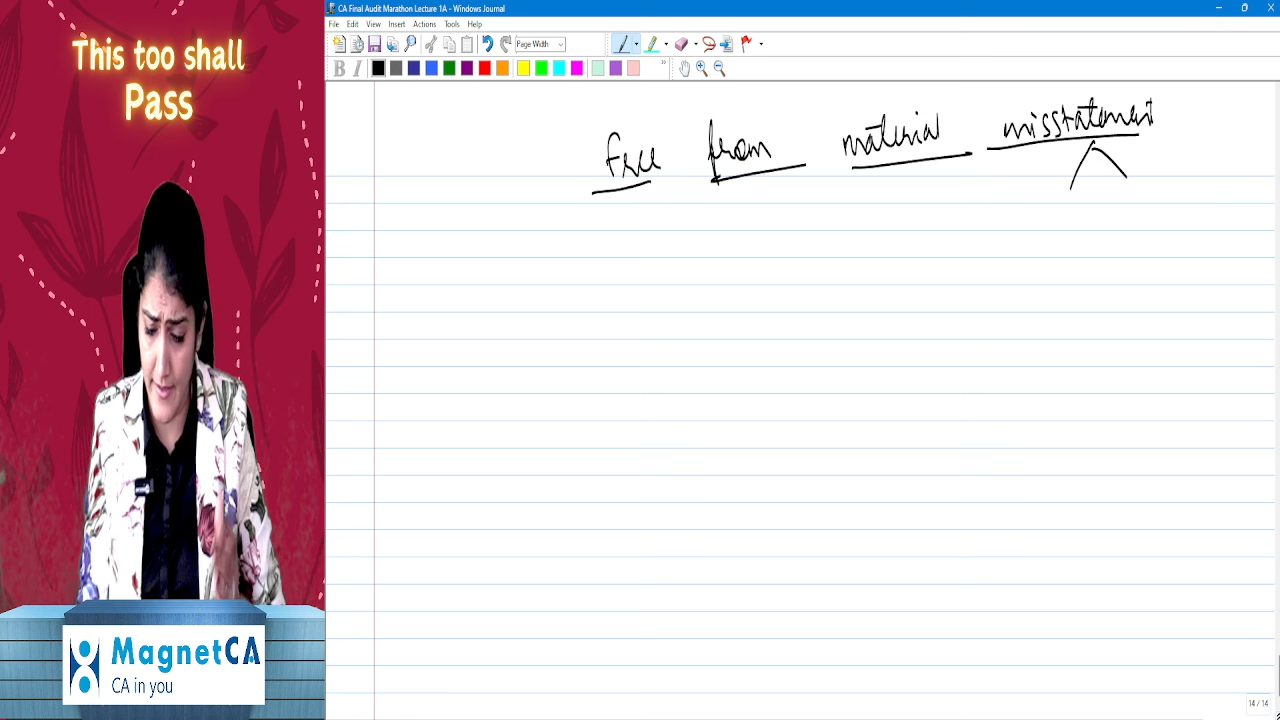 This too shall
Pass
CA Final Audit Marathon Lecture 1A - Windows Journal
File Edit View Insert Actions Tools Help
Page Width
B I
Free from material misstatement
MagnetCA
CA in you
14 / 14